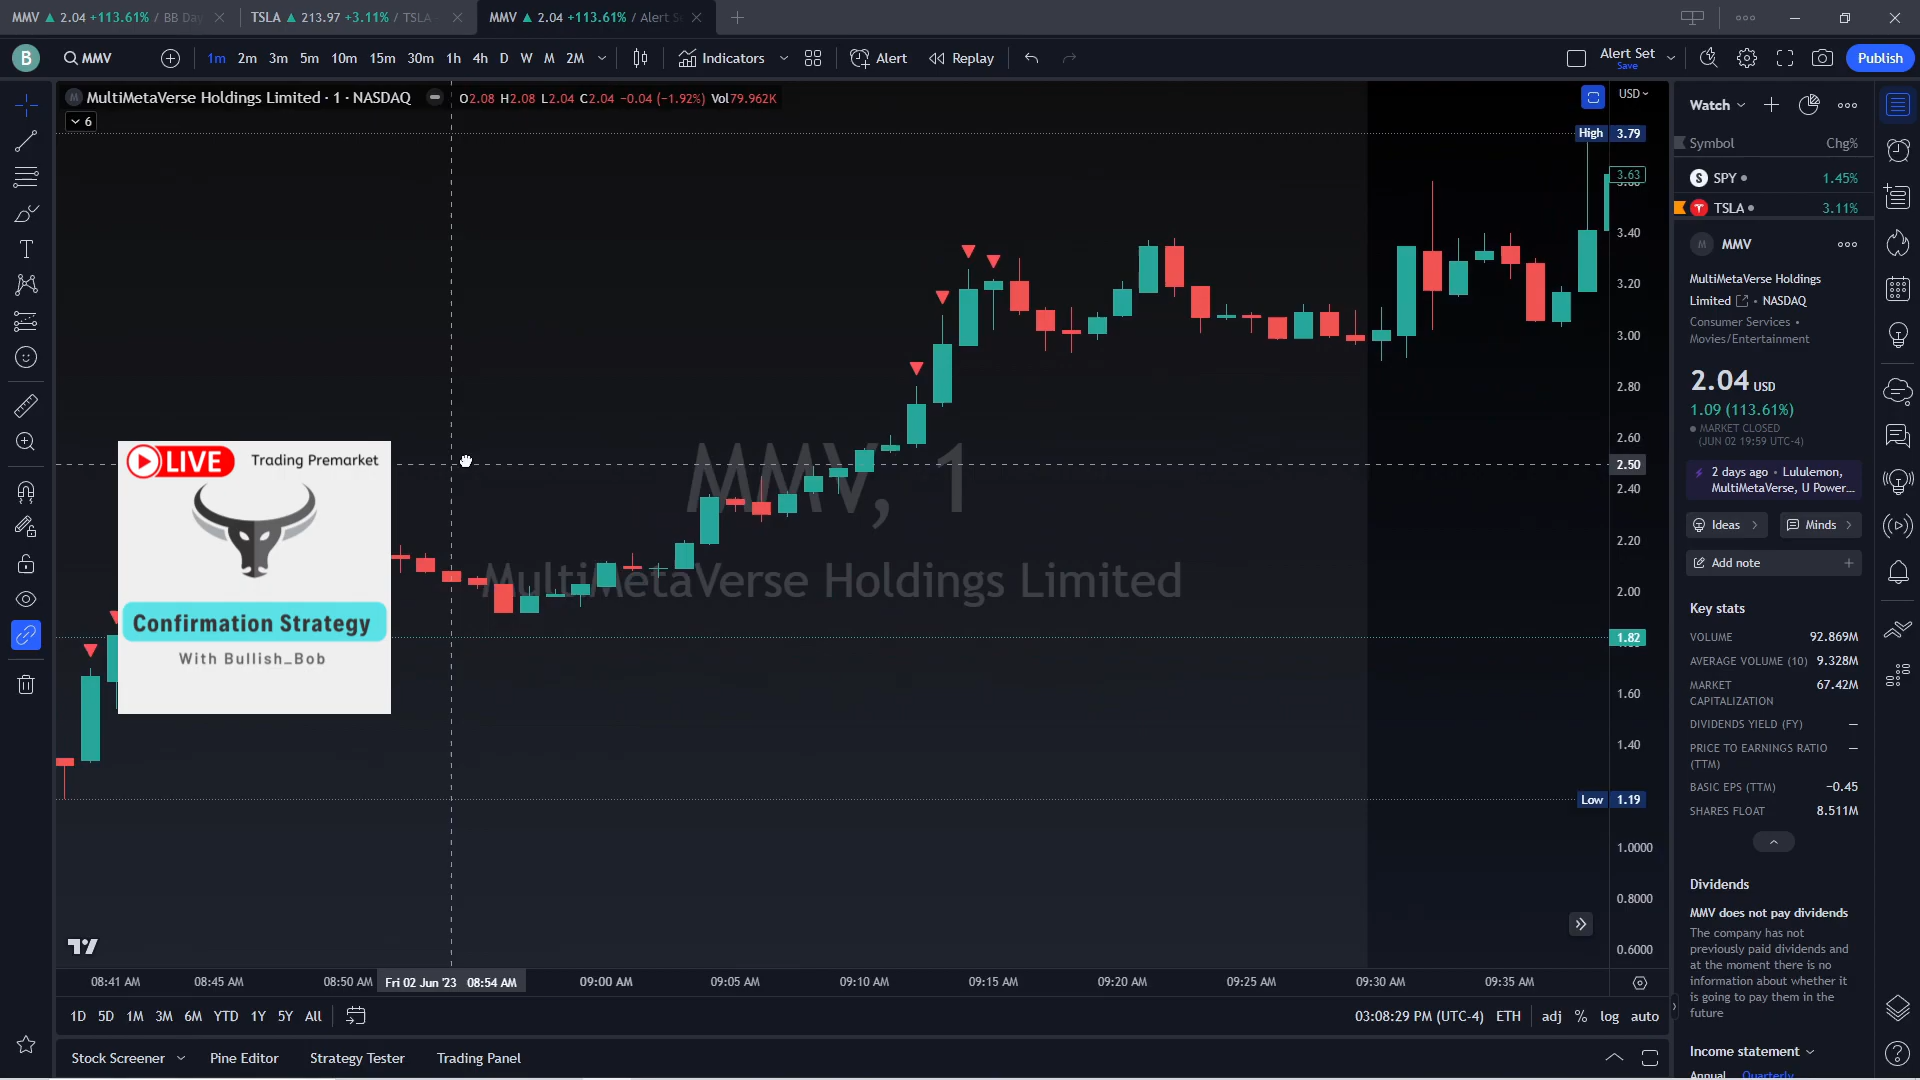 MMV ▲ 2.04 +113.61% / BB Day
TSLA ▲ 213.97 +3.11% / TSLA
MMV ▲ 2.04 +113.61% / Alert S
B
MMV
1m 2m 3m 5m 10m 15m 30m 1h 4h D W M 2M
Indicators
Alert
Replay
Alert Set
Save
Publish
M MultiMetaVerse Holdings Limited · 1 · NASDAQ
O2.08 H2.08 L2.04 C2.04 −0.04 (−1.92%) Vol79.962K
6
USD
High 3.79
3.63
3.40
3.20
3.00
2.80
2.60
2.50
2.40
2.20
2.00
1.82
1.60
1.40
Low 1.19
1.0000
0.8000
0.6000
MMV, 1
MultiMetaVerse Holdings Limited
LIVE Trading Premarket
Confirmation Strategy
With Bullish_Bob
08:41 AM 08:45 AM 08:50 AM Fri 02 Jun '23 08:54 AM 09:00 AM 09:05 AM 09:10 AM 09:15 AM 09:20 AM 09:25 AM 09:30 AM 09:35 AM
1D 5D 1M 3M 6M YTD 1Y 5Y All
03:08:29 PM (UTC-4) ETH adj % log auto
Stock Screener Pine Editor Strategy Tester Trading Panel
Watch
Symbol Chg%
S SPY 1.45%
TSLA 3.11%
M MMV
MultiMetaVerse Holdings
Limited • NASDAQ
Consumer Services •
Movies/Entertainment
2.04 USD
1.09 (113.61%)
MARKET CLOSED
(JUN 02 19:59 UTC-4)
2 days ago • Lululemon,
MultiMetaVerse, U Power...
Ideas
Minds
Add note
Key stats
VOLUME 92.869M
AVERAGE VOLUME (10) 9.328M
MARKET CAPITALIZATION 67.42M
DIVIDENDS YIELD (FY) —
PRICE TO EARNINGS RATIO (TTM) —
BASIC EPS (TTM) −0.45
SHARES FLOAT 8.511M
Dividends
MMV does not pay dividends
The company has not
previously paid dividends and
at the moment there is no
information about whether it
is going to pay them in the
future
Income statement
Annual Quarterly